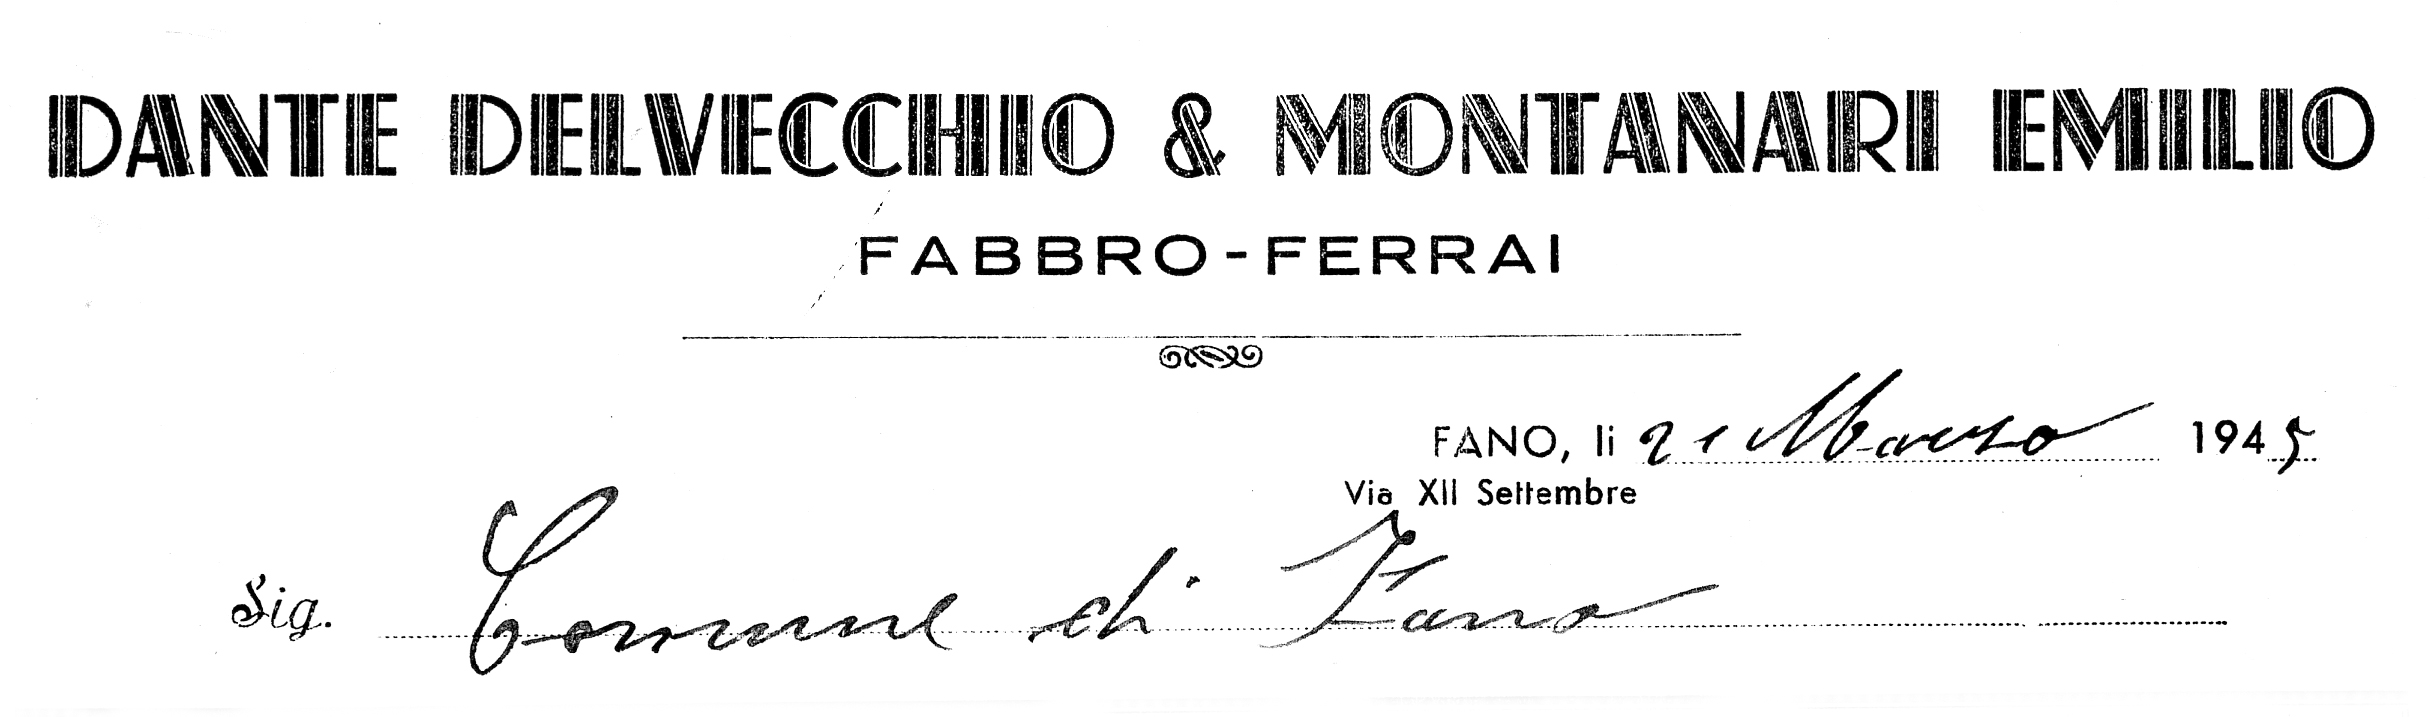 DANTE DELVECCHIO & MONTANARI EMILIO
FABBRO-FERRAI
FANO, li 21 Marzo 1945
Via XII Settembre
Sig. Comune di Fano